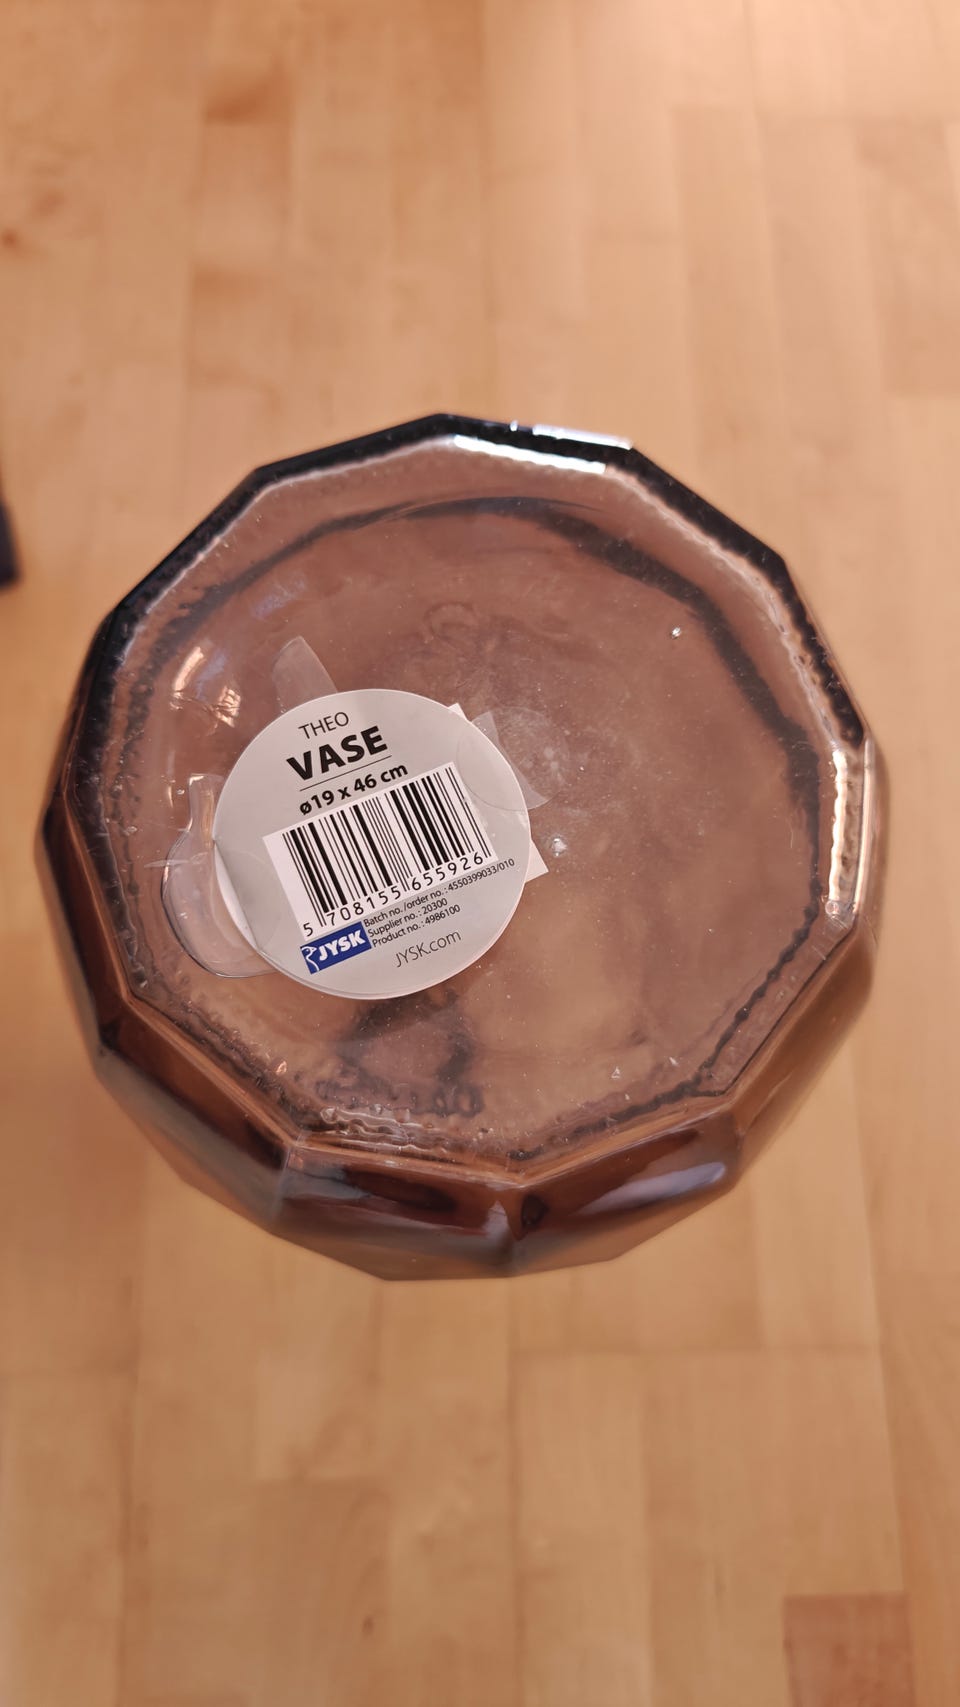 THEO
VASE
ø19 x 46 cm
5 708155 655926
Batch no./order no.: 4550399033/010
Supplier no.: 20300
Product no.: 4986100
JYSK
JYSK.com